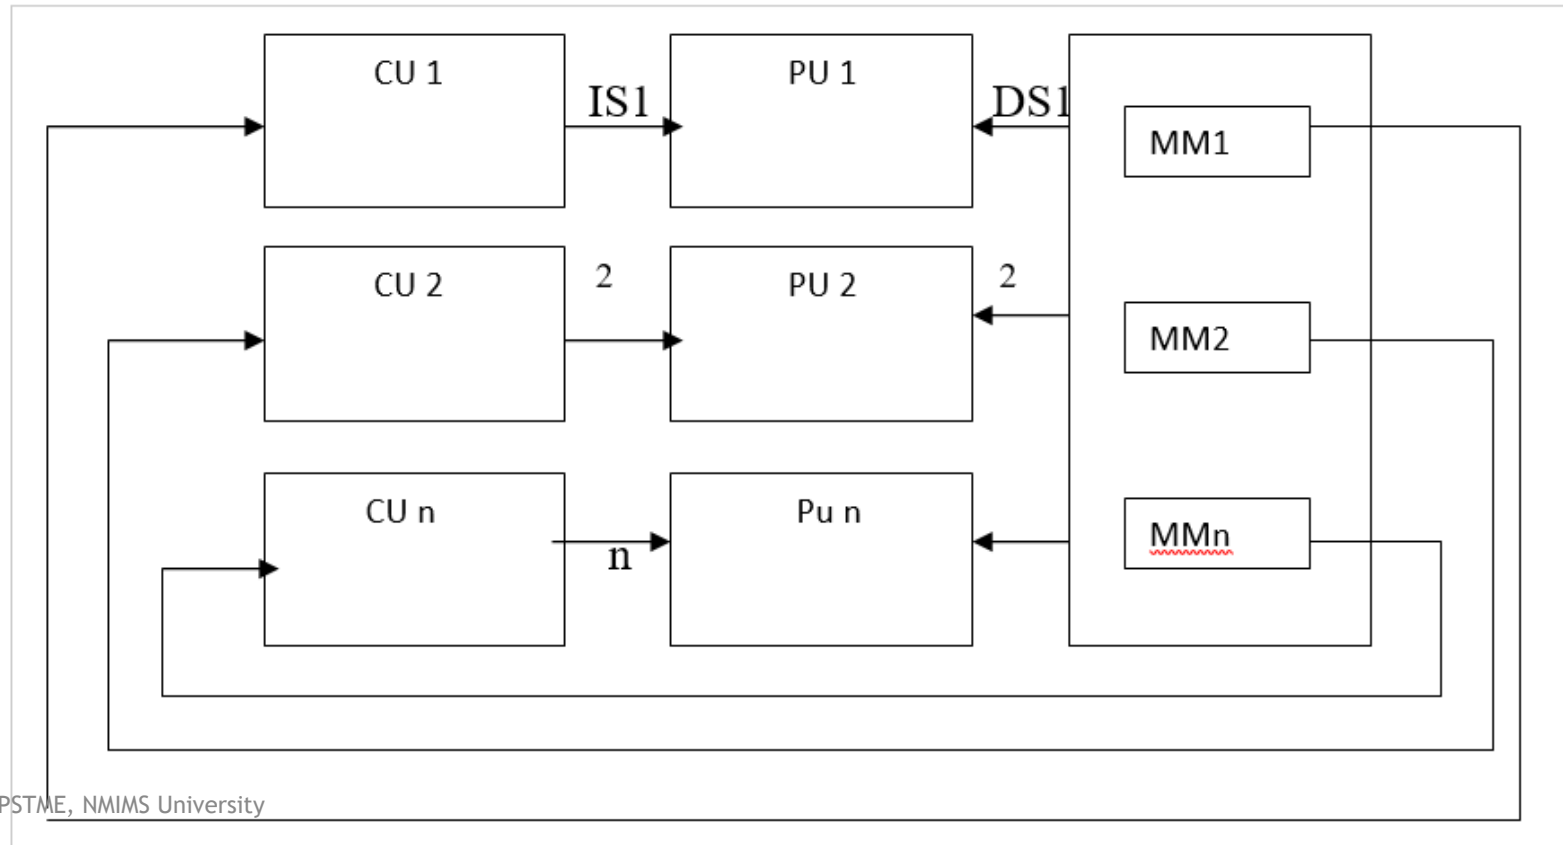 CU 1
IS1
PU 1
DS1
MM1
CU 2
2
PU 2
2
MM2
CU n
n
Pu n
MMn
PSTME, NMIMS University